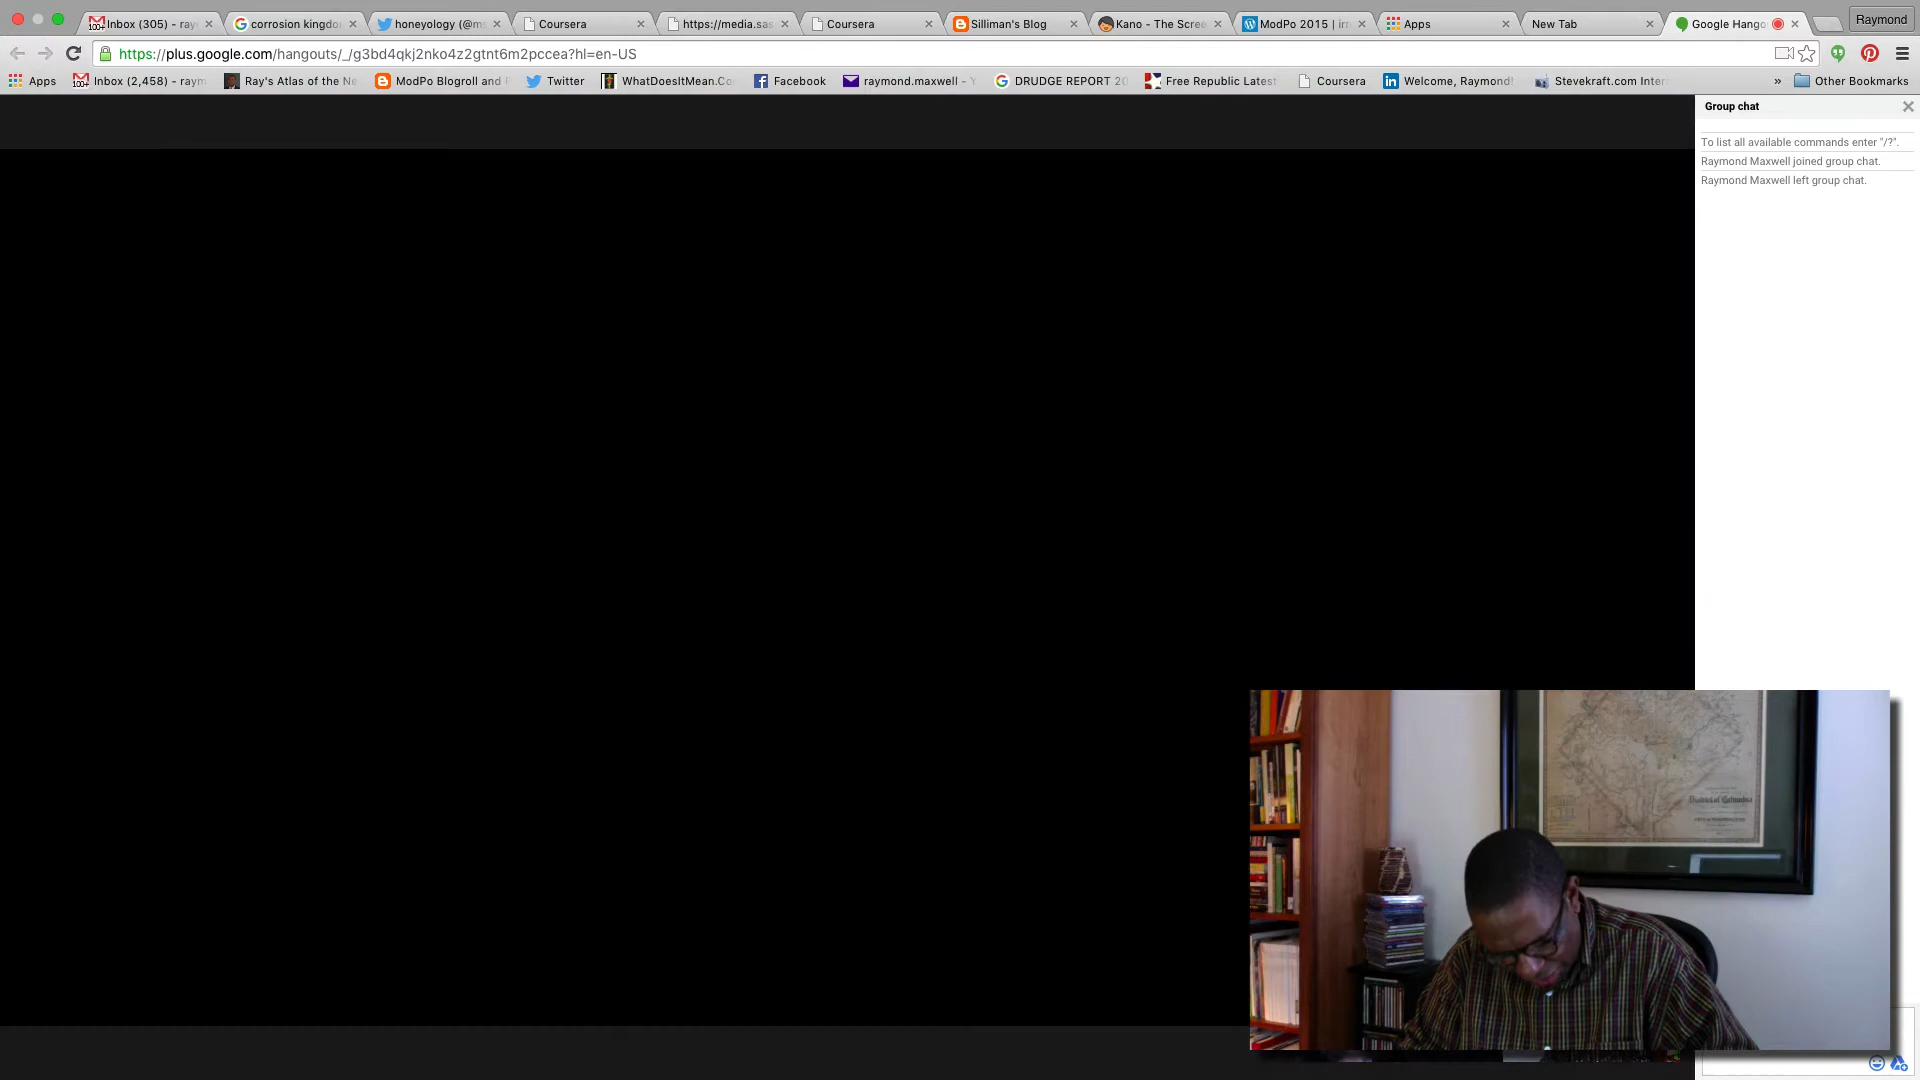 Inbox (305) - ray
corrosion kingdo
honeyology (@ms
Coursera
https://media.sas
Coursera
Silliman's Blog
Kano - The Scree
ModPo 2015 | irr
Apps
New Tab
Google Hango
Raymond
https://plus.google.com/hangouts/_/g3bd4qkj2nko4z2gtnt6m2pccea?hl=en-US
Apps
Inbox (2,458) - raym
Ray's Atlas of the Ne
ModPo Blogroll and
Twitter
WhatDoesItMean.Co
Facebook
raymond.maxwell - Y
DRUDGE REPORT 20
Free Republic Latest
Coursera
Welcome, Raymond!
Stevekraft.com Inter
»
Other Bookmarks
Group chat
To list all available commands enter "/?".
Raymond Maxwell joined group chat.
Raymond Maxwell left group chat.
District of Columbia